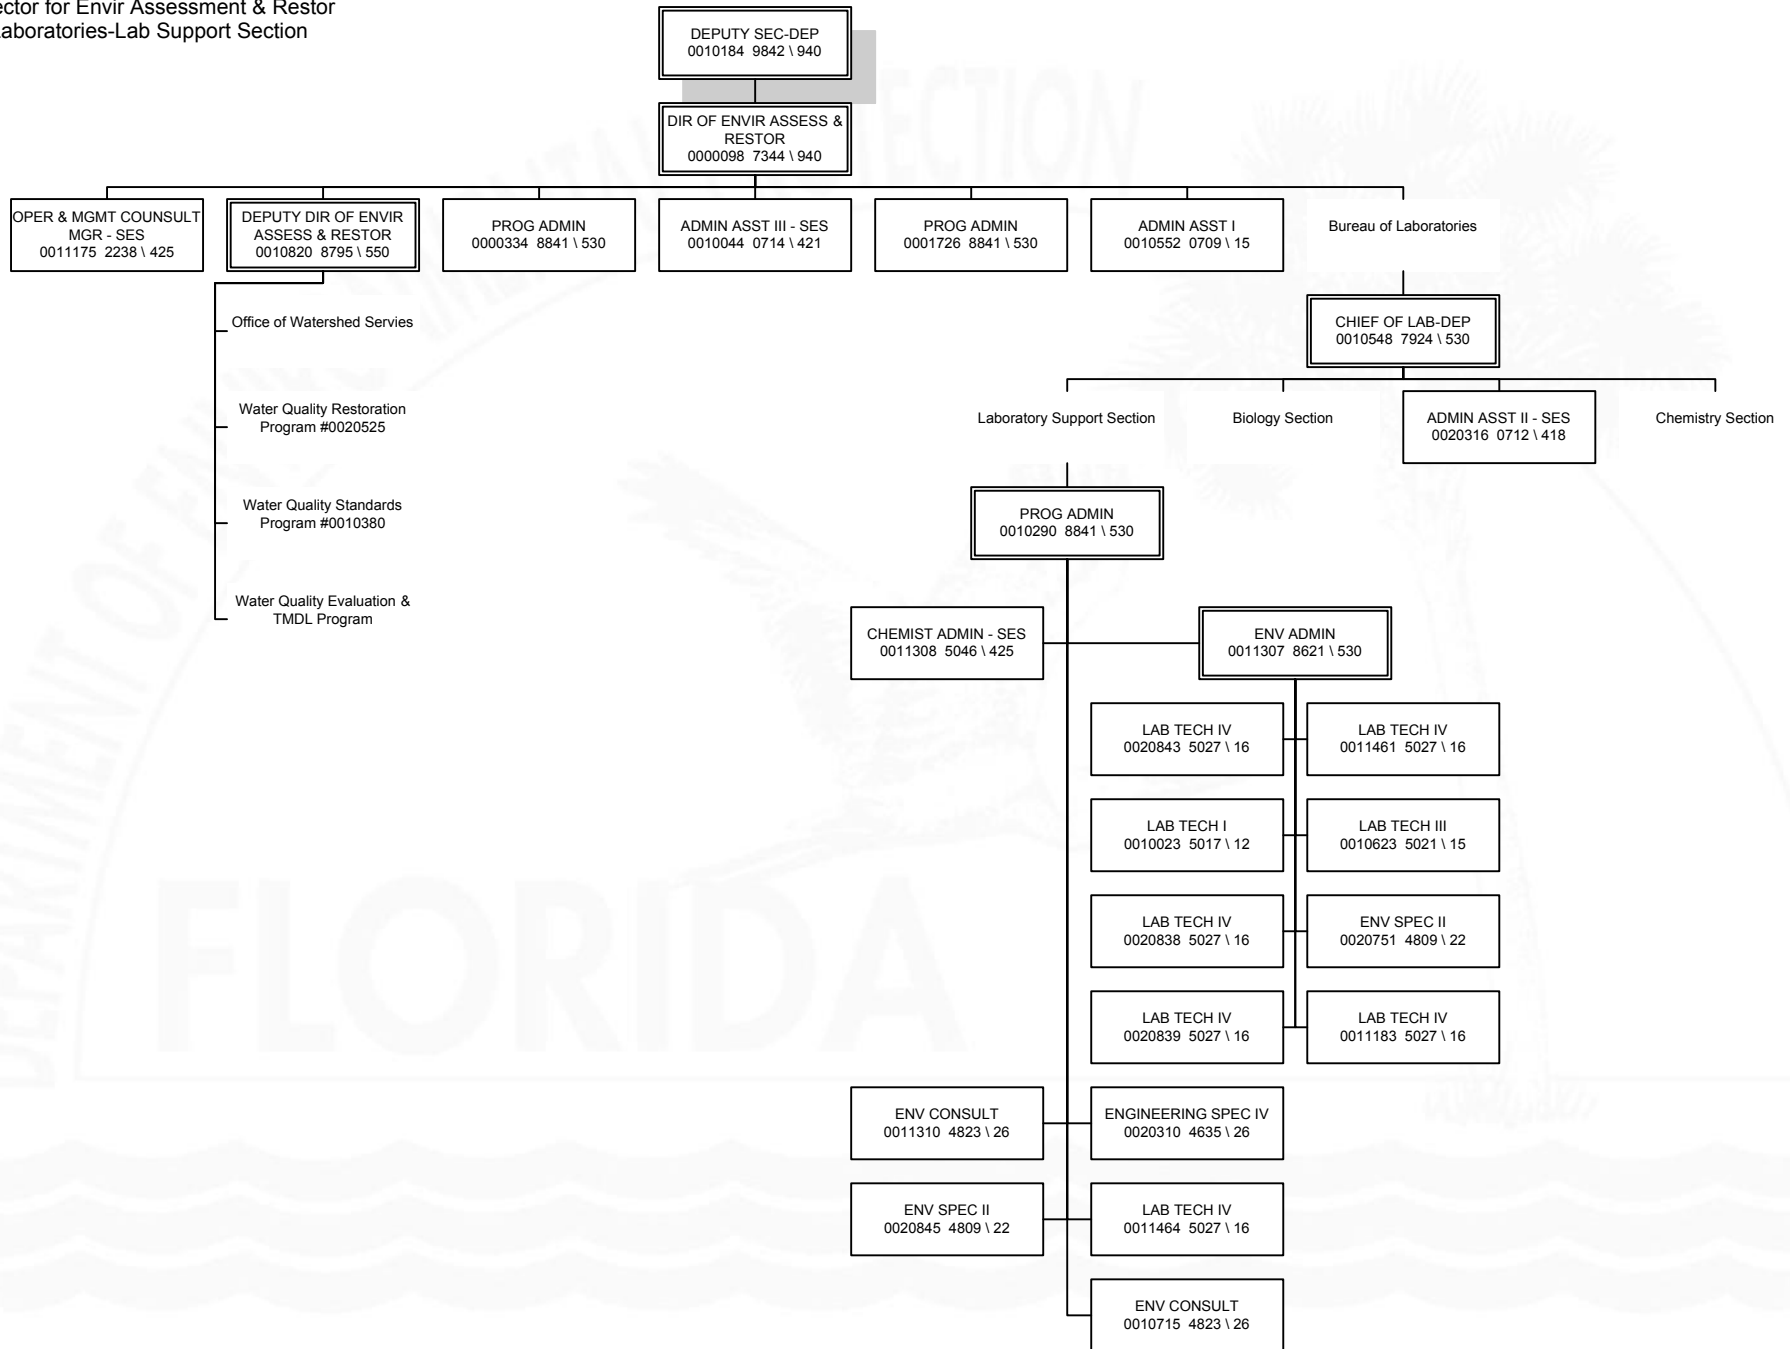 ector for Envir Assessment & Restor
Laboratories-Lab Support Section
DEPUTY SEC-DEP
0010184 9842 \ 940
DIR OF ENVIR ASSESS &
RESTOR
0000098 7344 \ 940
OPER & MGMT COUNSULT
MGR - SES
0011175 2238 \ 425
DEPUTY DIR OF ENVIR
ASSESS & RESTOR
0010820 8795 \ 550
PROG ADMIN
0000334 8841 \ 530
ADMIN ASST III - SES
0010044 0714 \ 421
PROG ADMIN
0001726 8841 \ 530
ADMIN ASST I
0010552 0709 \ 15
Bureau of Laboratories
Office of Watershed Servies
Water Quality Restoration
Program #0020525
Water Quality Standards
Program #0010380
Water Quality Evaluation &
TMDL Program
CHIEF OF LAB-DEP
0010548 7924 \ 530
Laboratory Support Section
Biology Section
ADMIN ASST II - SES
0020316 0712 \ 418
Chemistry Section
PROG ADMIN
0010290 8841 \ 530
CHEMIST ADMIN - SES
0011308 5046 \ 425
ENV ADMIN
0011307 8621 \ 530
LAB TECH IV
0020843 5027 \ 16
LAB TECH IV
0011461 5027 \ 16
LAB TECH I
0010023 5017 \ 12
LAB TECH III
0010623 5021 \ 15
LAB TECH IV
0020838 5027 \ 16
ENV SPEC II
0020751 4809 \ 22
LAB TECH IV
0020839 5027 \ 16
LAB TECH IV
0011183 5027 \ 16
ENV CONSULT
0011310 4823 \ 26
ENGINEERING SPEC IV
0020310 4635 \ 26
ENV SPEC II
0020845 4809 \ 22
LAB TECH IV
0011464 5027 \ 16
ENV CONSULT
0010715 4823 \ 26
FLORIDA